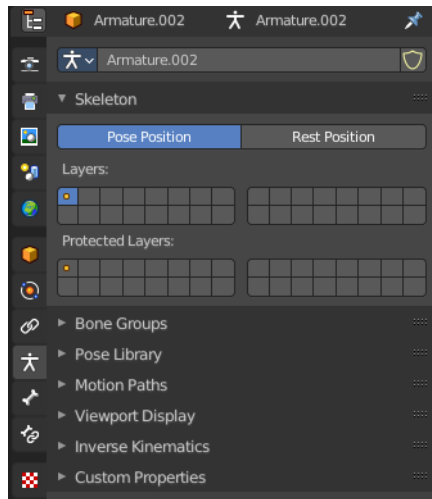 Armature.002 Armature.002
Armature.002
Skeleton
Pose Position Rest Position
Layers:
Protected Layers:
Bone Groups
Pose Library
Motion Paths
Viewport Display
Inverse Kinematics
Custom Properties